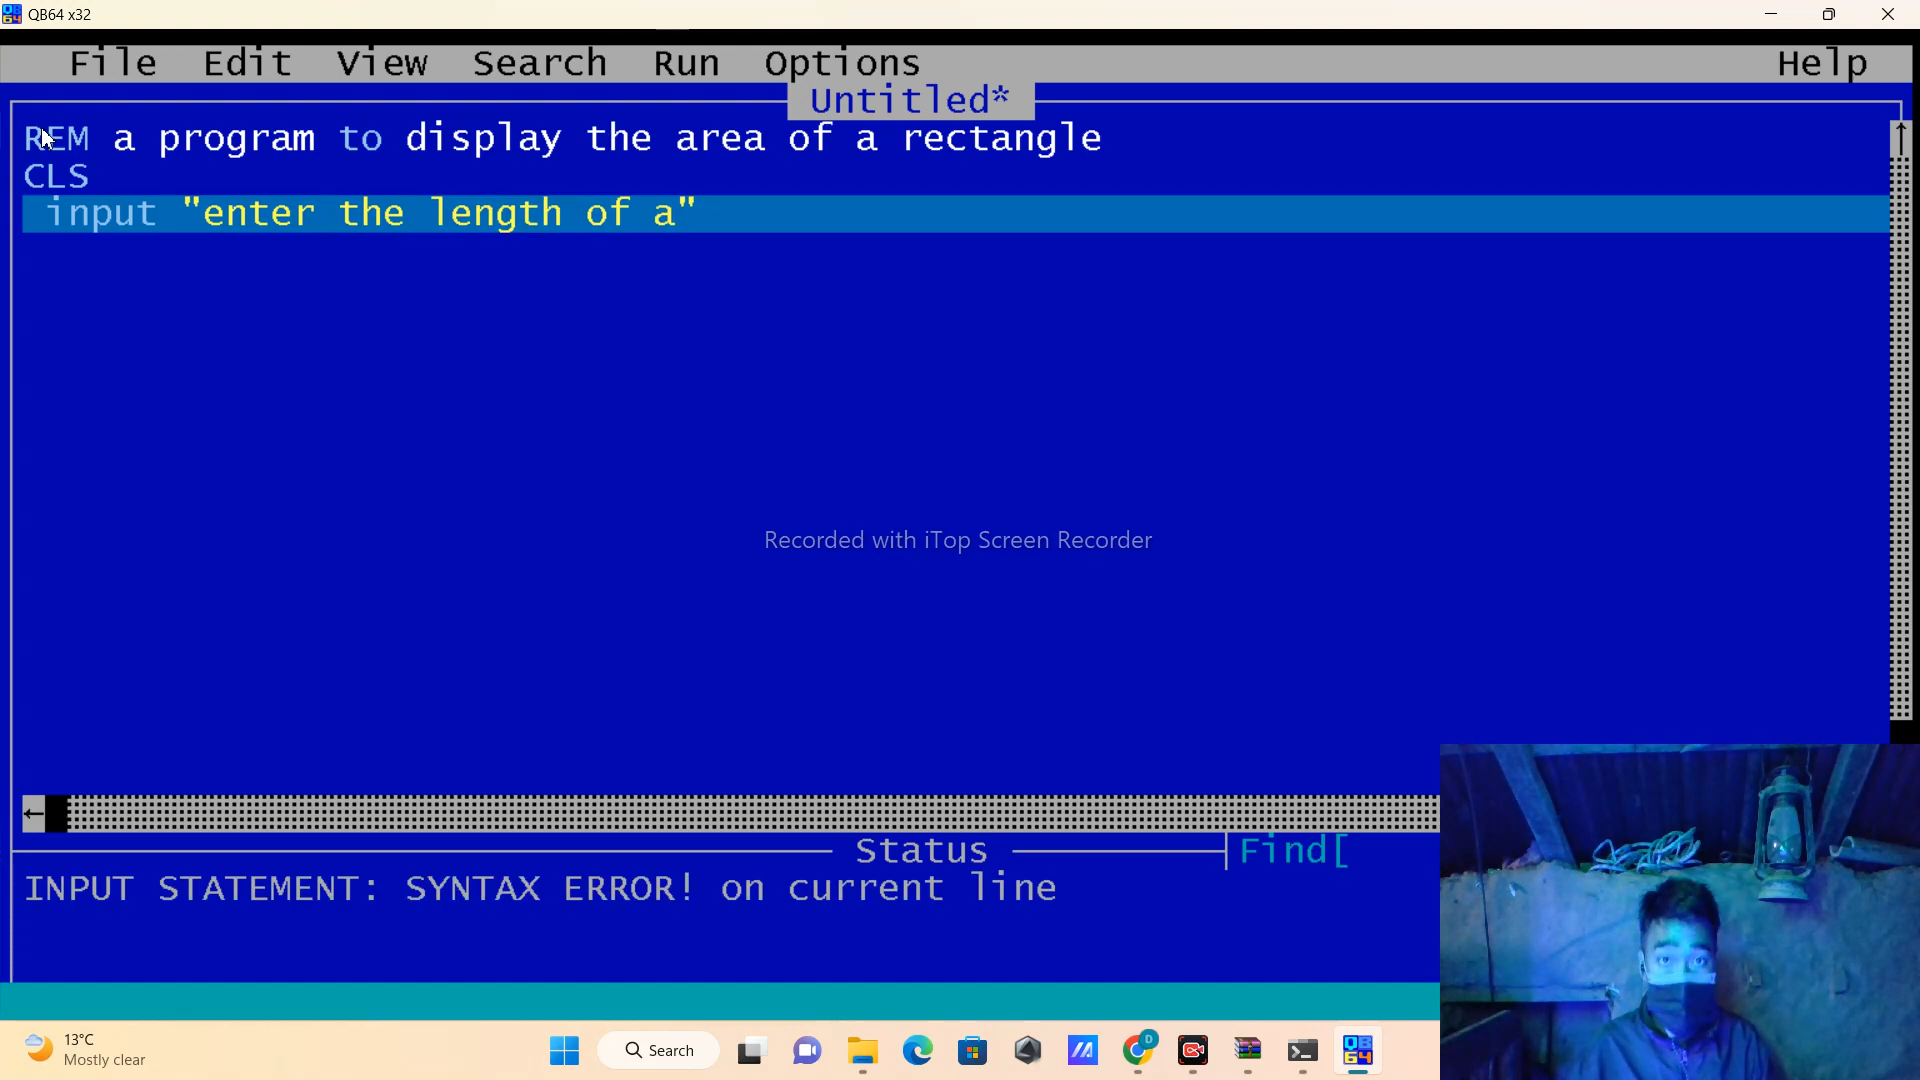 QB64 x32
File Edit View Search Run Options Help
Untitled*
REM a program to display the area of a rectangle
CLS
input "enter the length of a"
Recorded with iTop Screen Recorder
Status
Find[
INPUT STATEMENT: SYNTAX ERROR! on current line
13°C
Mostly clear
Search
D
QB
64